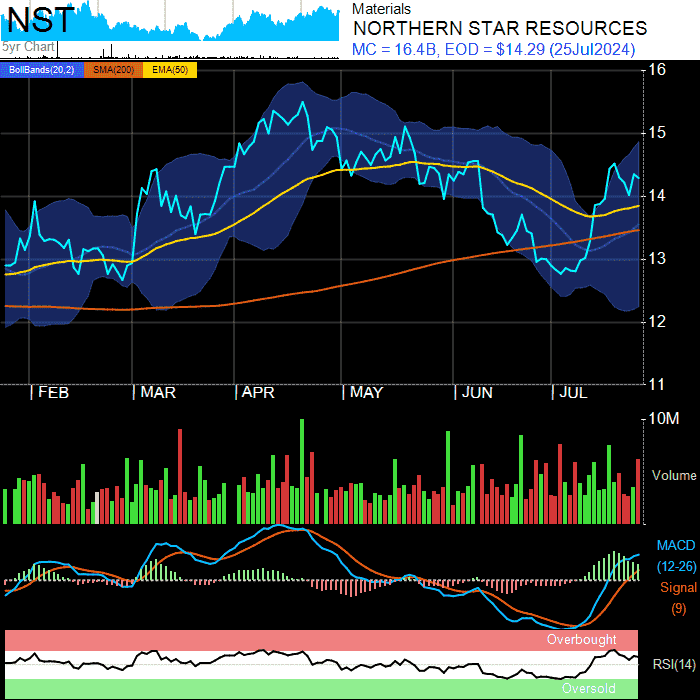 NST
5yr Chart
Materials
NORTHERN STAR RESOURCES
MC = 16.4B, EOD = $14.29 (25Jul2024)
BollBands(20,2) SMA(200) EMA(50)
16
15
14
13
12
11
| FEB | MAR | APR | MAY | JUN | JUL
10M
Volume
MACD
(12-26)
Signal
(9)
Overbought
RSI(14)
Oversold